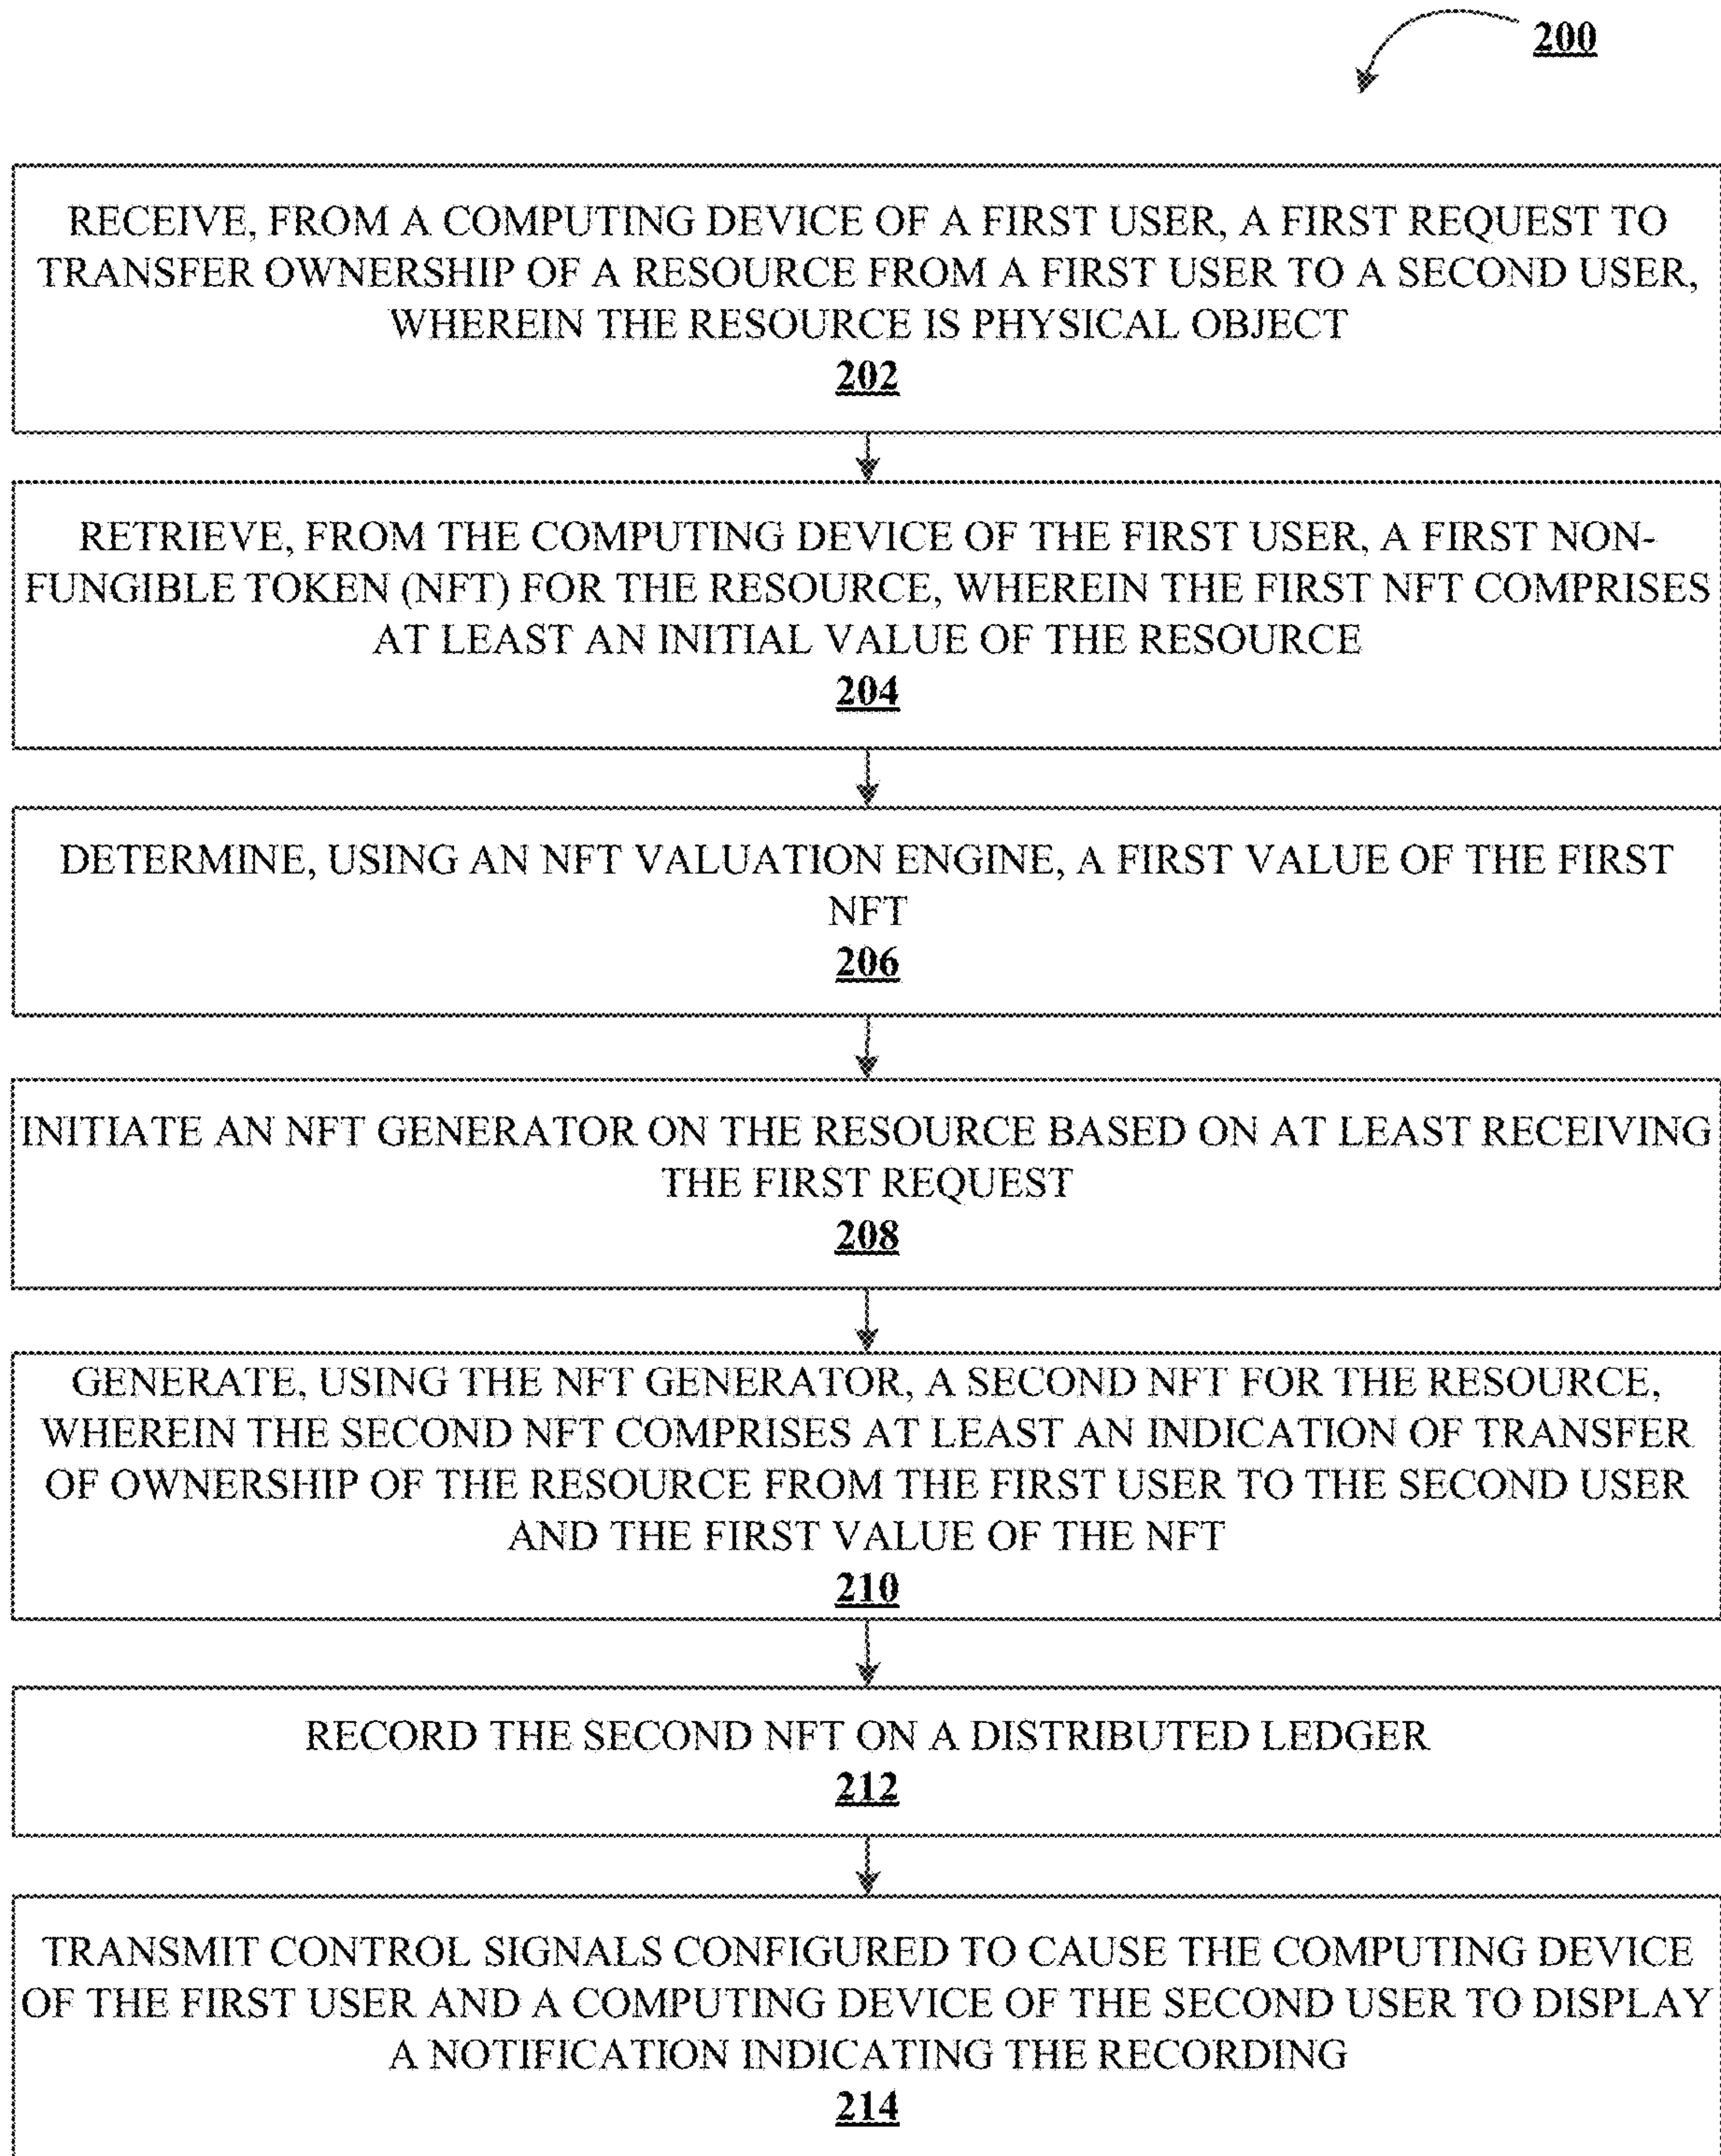 200
RECEIVE, FROM A COMPUTING DEVICE OF A FIRST USER, A FIRST REQUEST TO
TRANSFER OWNERSHIP OF A RESOURCE FROM A FIRST USER TO A SECOND USER,
WHEREIN THE RESOURCE IS PHYSICAL OBJECT
202
RETRIEVE, FROM THE COMPUTING DEVICE OF THE FIRST USER, A FIRST NON-
FUNGIBLE TOKEN (NFT) FOR THE RESOURCE, WHEREIN THE FIRST NFT COMPRISES
AT LEAST AN INITIAL VALUE OF THE RESOURCE
204
DETERMINE, USING AN NFT VALUATION ENGINE, A FIRST VALUE OF THE FIRST
NFT
206
INITIATE AN NFT GENERATOR ON THE RESOURCE BASED ON AT LEAST RECEIVING
THE FIRST REQUEST
208
GENERATE, USING THE NFT GENERATOR, A SECOND NFT FOR THE RESOURCE,
WHEREIN THE SECOND NFT COMPRISES AT LEAST AN INDICATION OF TRANSFER
OF OWNERSHIP OF THE RESOURCE FROM THE FIRST USER TO THE SECOND USER
AND THE FIRST VALUE OF THE NFT
210
RECORD THE SECOND NFT ON A DISTRIBUTED LEDGER
212
TRANSMIT CONTROL SIGNALS CONFIGURED TO CAUSE THE COMPUTING DEVICE
OF THE FIRST USER AND A COMPUTING DEVICE OF THE SECOND USER TO DISPLAY
A NOTIFICATION INDICATING THE RECORDING
214